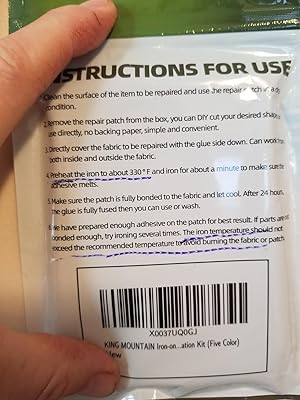 INSTRUCTIONS FOR USE
Clean the surface of the item to be repaired and use the repair patch in a dry
condition.
2. Remove the repair patch from the box, you can DIY cut your desired shape
use directly, no backing paper, simple and convenient.
3. Directly cover the fabric to be repaired with the glue side down. Can work
both inside and outside the fabric.
4. Preheat the iron to about 330°F and iron for about a minute to make sure the
adhesive melts.
5. Make sure the patch is fully bonded to the fabric and let cool. After 24 hours,
the glue is fully fused then you can use or wash.
We have prepared enough adhesive on the patch for best result. If parts are
bonded enough, try ironing several times. The iron temperature should not
exceed the recommended temperature to avoid burning the fabric or patch.
X0037UQ0GJ
KING MOUNTAIN Iron-on...ation Kit (Five Color)
New